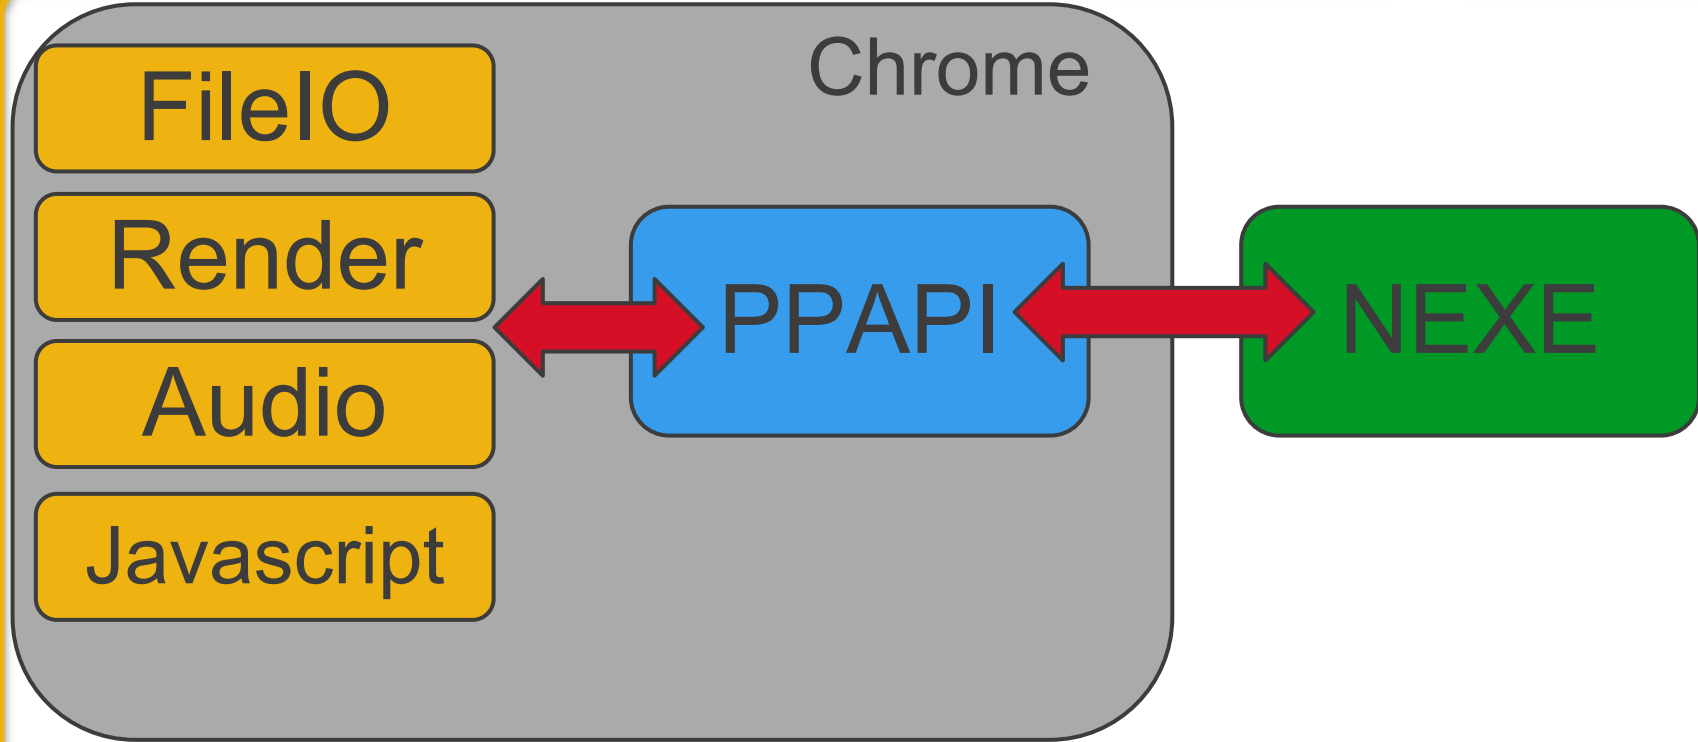 Chrome
FileIO
Render
Audio
Javascript
PPAPI
NEXE